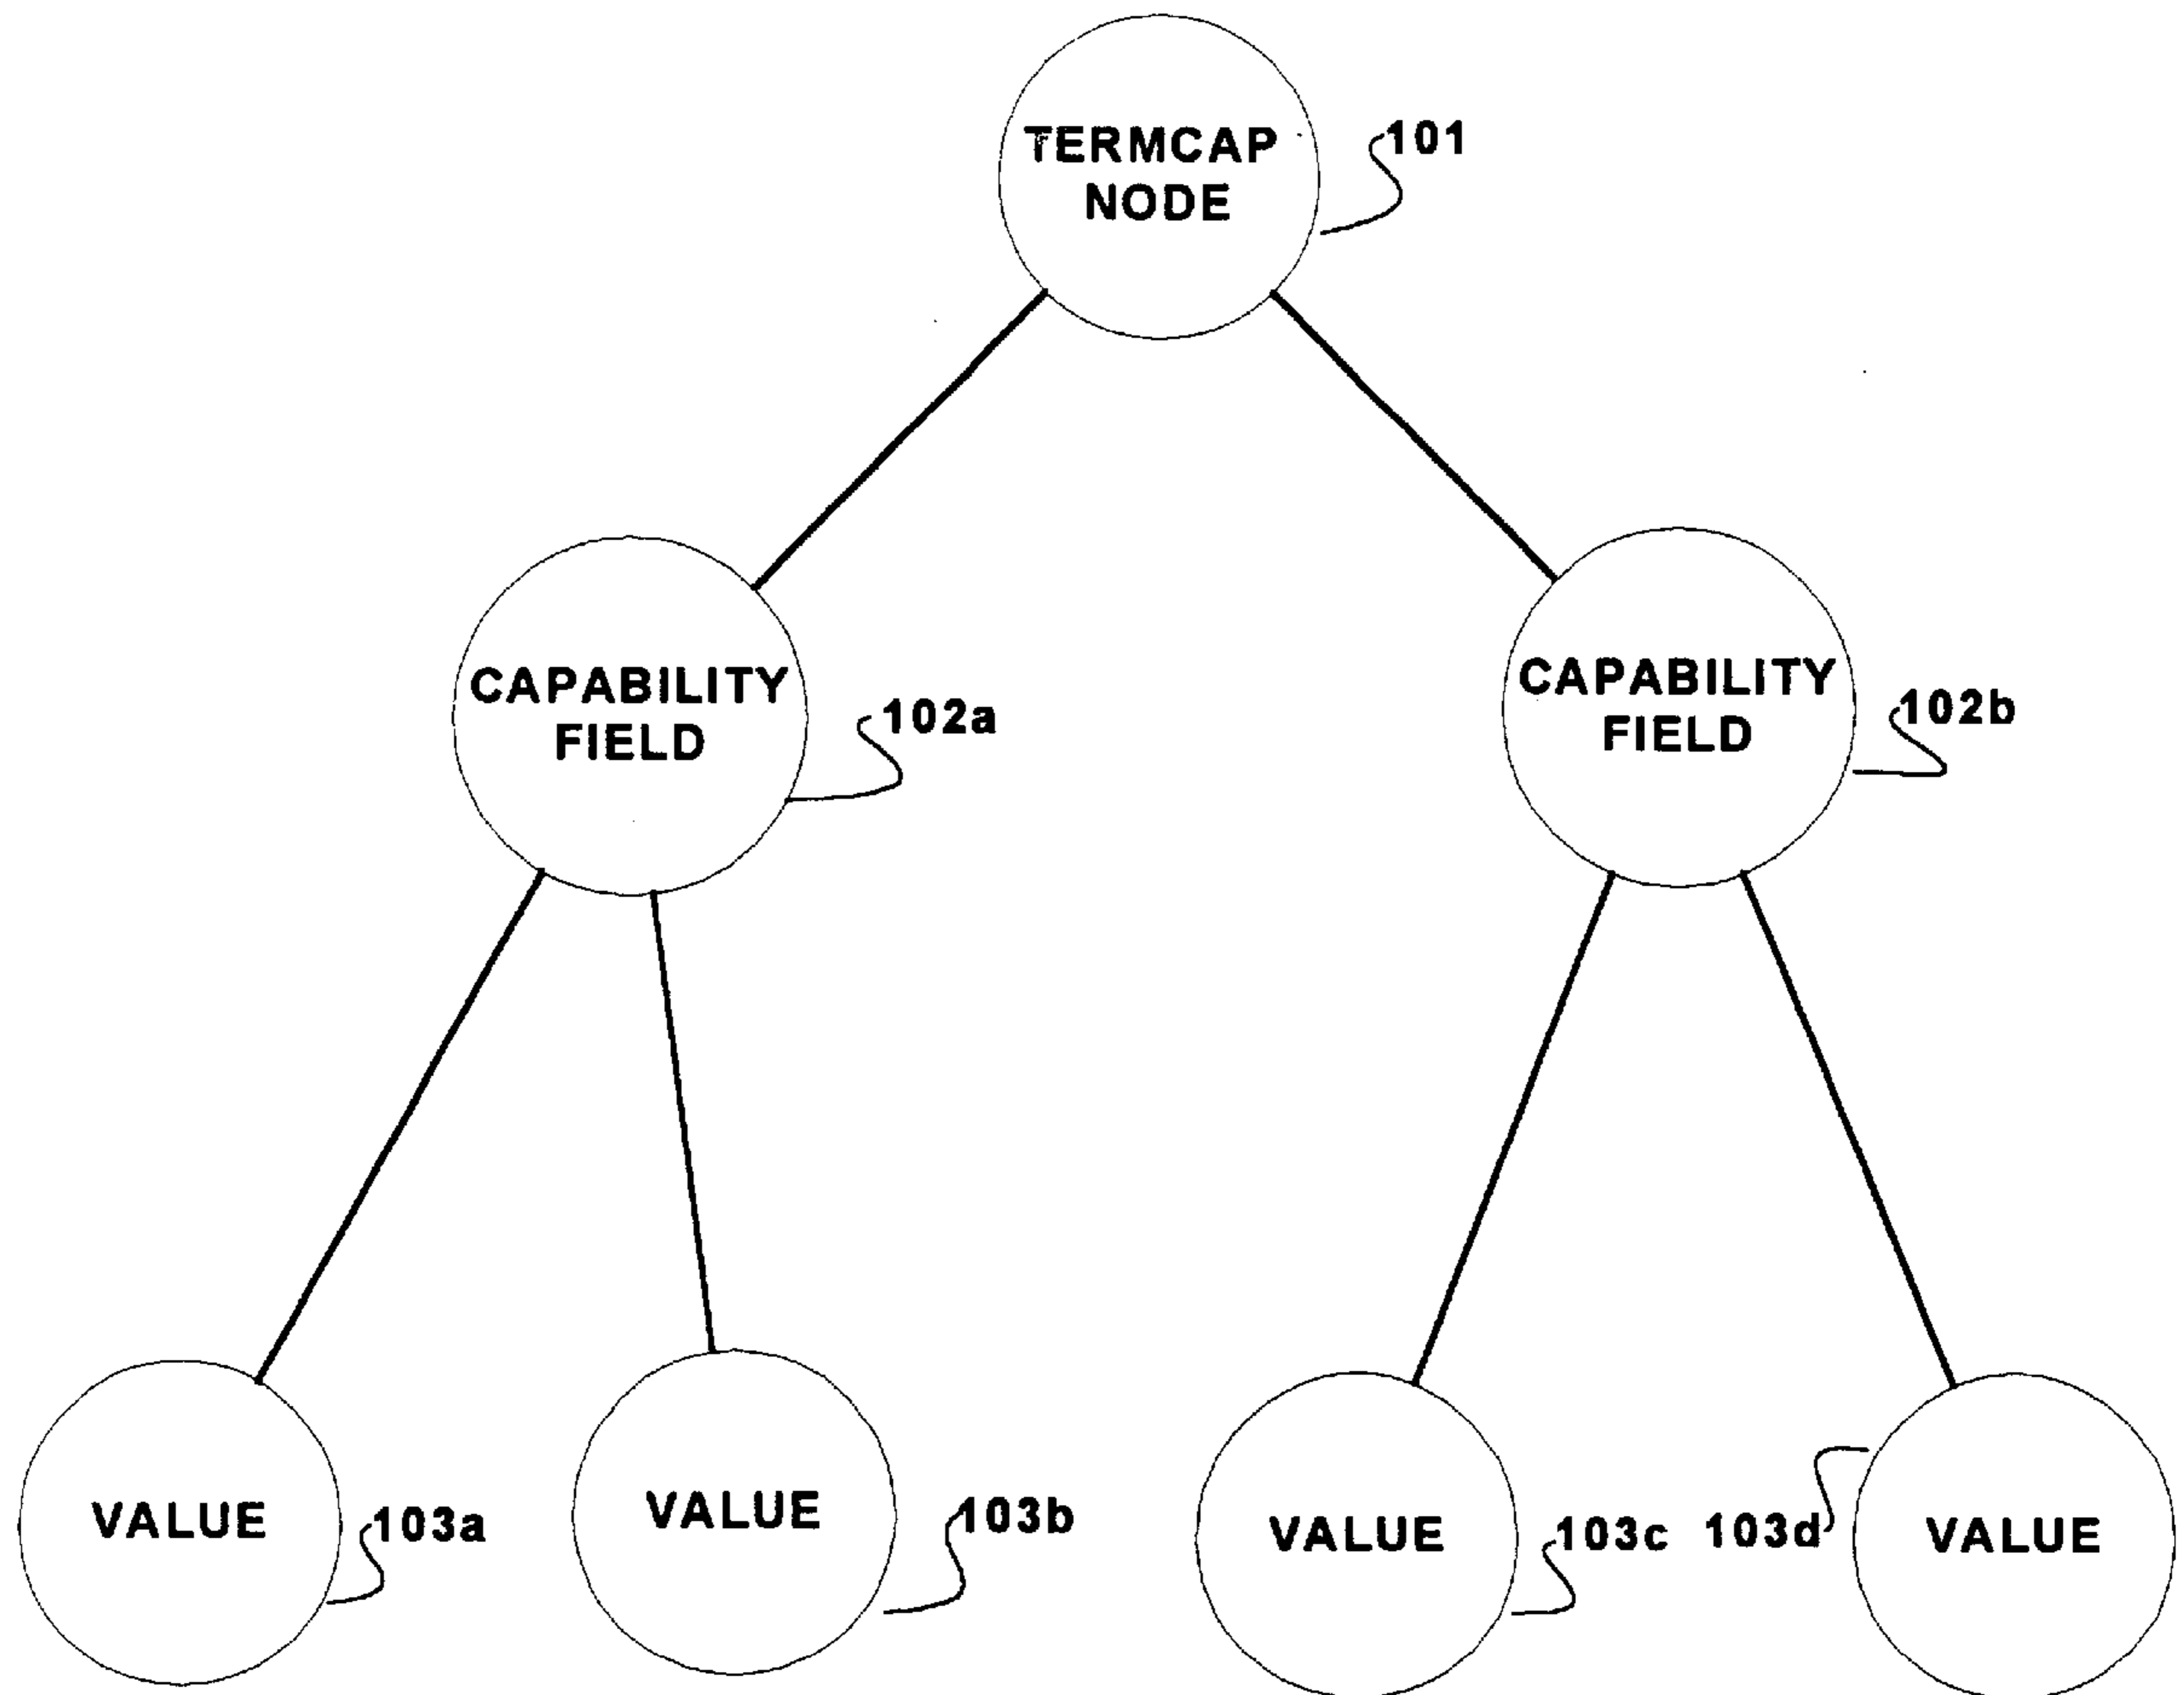 TERMCAP
NODE
101
CAPABILITY
FIELD
102a
CAPABILITY
FIELD
102b
VALUE
103a
VALUE
103b
VALUE
103c
103d
VALUE